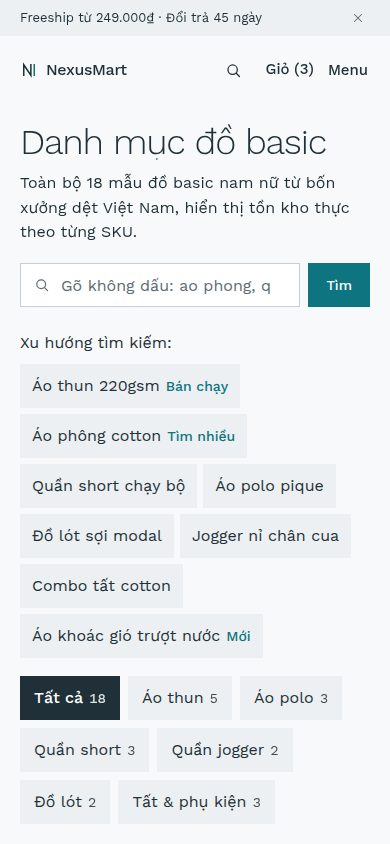 Freeship từ 249.000₫ · Đổi trả 45 ngày
NexusMart
Giỏ (3)
Menu
Danh mục đồ basic
Toàn bộ 18 mẫu đồ basic nam nữ từ bốn
xưởng dệt Việt Nam, hiển thị tồn kho thực
theo từng SKU.
Gõ không dấu: ao phong, q
Tìm
Xu hướng tìm kiếm:
Áo thun 220gsm Bán chạy
Áo phông cotton Tìm nhiều
Quần short chạy bộ
Áo polo pique
Đồ lót sợi modal
Jogger nỉ chân cua
Combo tất cotton
Áo khoác gió trượt nước Mới
Tất cả 18
Áo thun 5
Áo polo 3
Quần short 3
Quần jogger 2
Đồ lót 2
Tất & phụ kiện 3